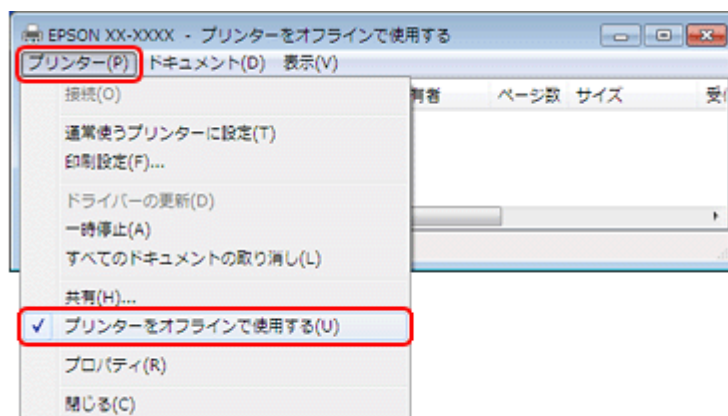 EPSON XX-XXXX - プリンターをオフラインで使用する
プリンター(P) ドキュメント(D) 表示(V)
接続(O)
有者 ページ数 サイズ
通常使うプリンターに設定(T)
印刷設定(F)...
ドライバーの更新(D)
一時停止(A)
すべてのドキュメントの取り消し(L)
共有(H)...
プリンターをオフラインで使用する(U)
プロパティ(R)
閉じる(C)